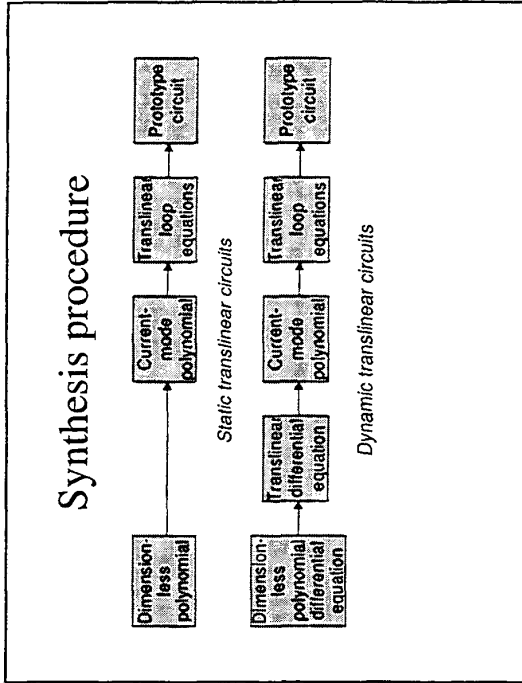 Synthesis procedure
Dimension-
less
polynomial
Current-
mode
polynomial
Translinear
loop
equations
Prototype
circuit
Static translinear circuits
Dimension-
less
polynomial
differential
equation
Translinear
differential
equation
Current-
mode
polynomial
Translinear
loop
equations
Prototype
circuit
Dynamic translinear circuits